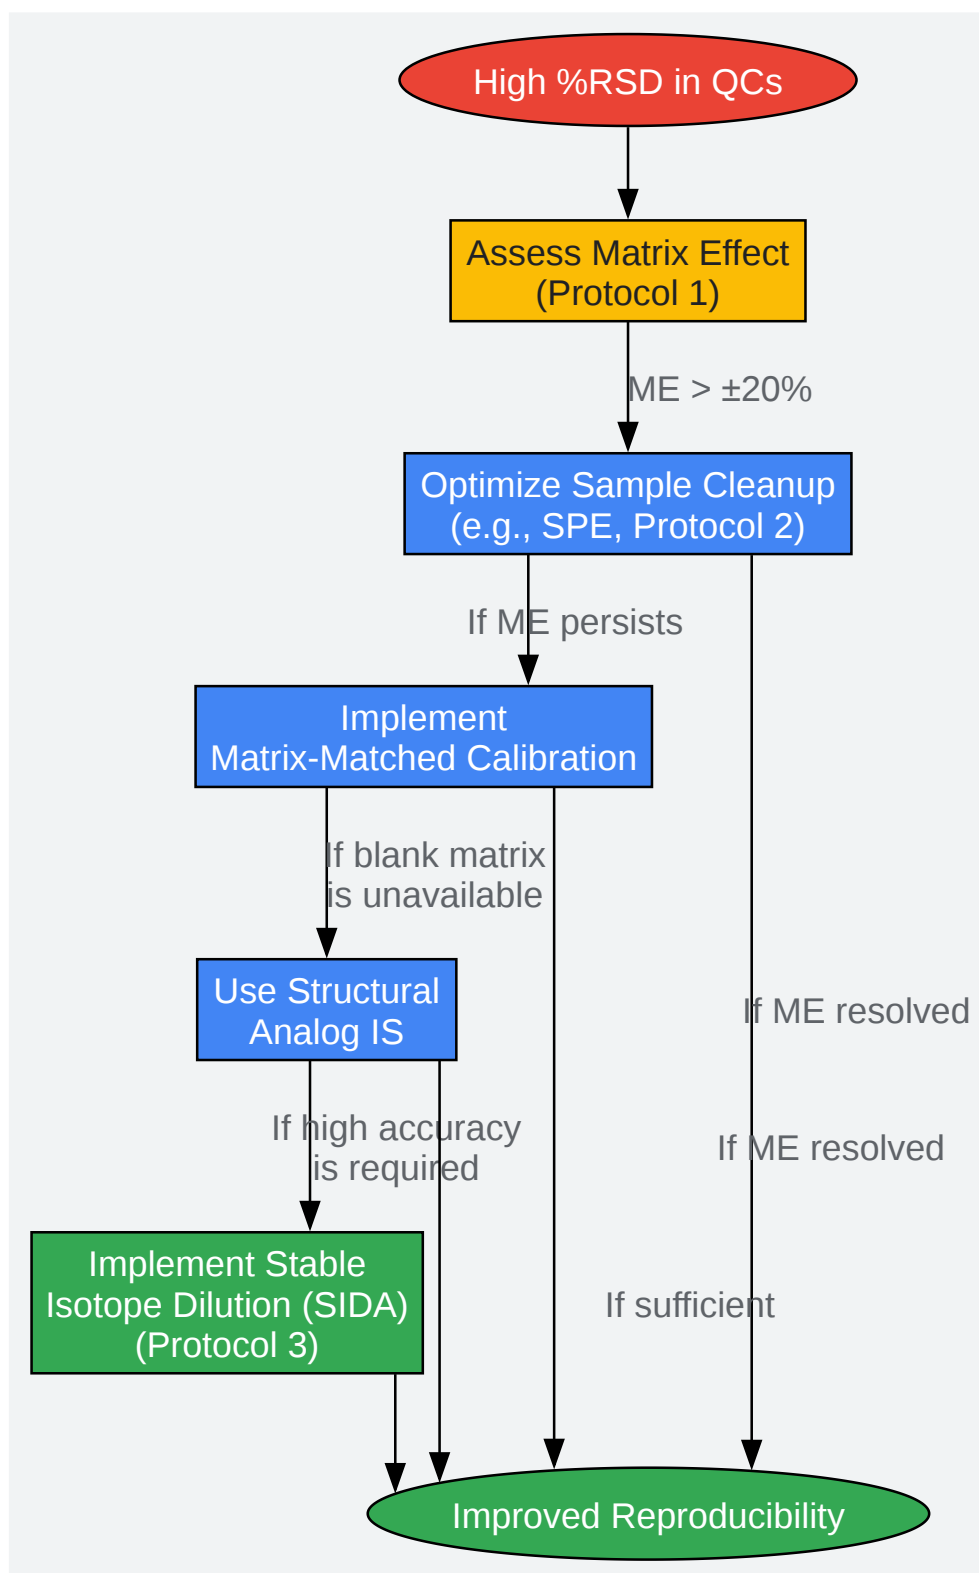 High %RSD in QCs
Assess Matrix Effect
(Protocol 1)
ME > ±20%
Optimize Sample Cleanup
(e.g., SPE, Protocol 2)
If ME persists
Implement
Matrix-Matched Calibration
If blank matrix
is unavailable
Use Structural
Analog IS
If ME resolved
If high accuracy
is required
If ME resolved
Implement Stable
Isotope Dilution (SIDA)
(Protocol 3)
If sufficient
Improved Reproducibility